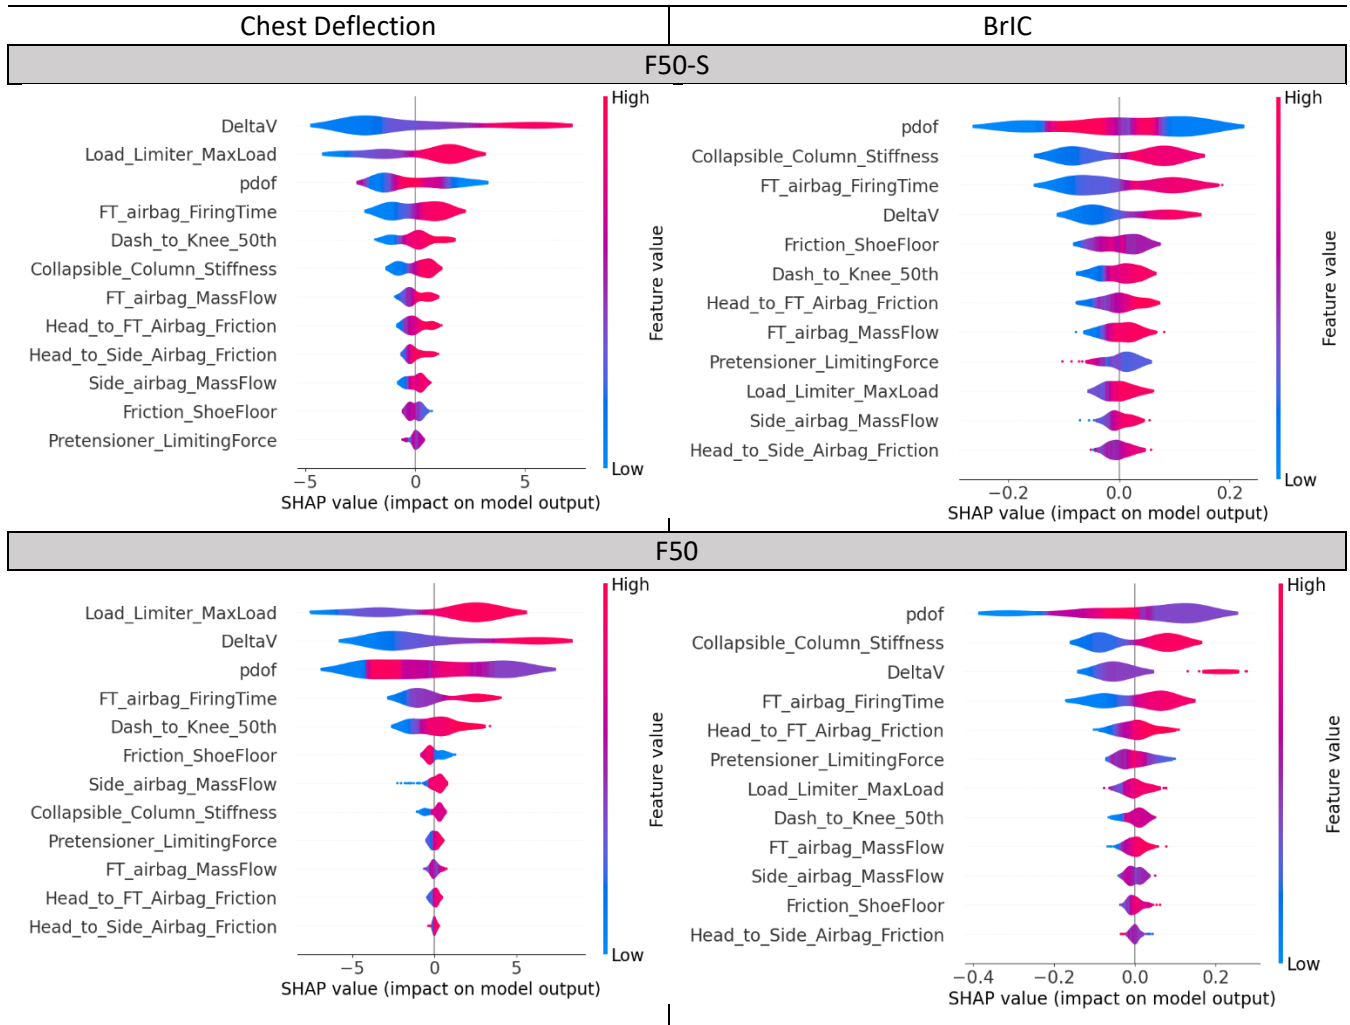 Chest Deflection
BrIC
F50-S
High
DeltaV
Load_Limiter_MaxLoad
pdof
FT_airbag_FiringTime
Dash_to_Knee_50th
Collapsible_Column_Stiffness
FT_airbag_MassFlow
Head_to_FT_Airbag_Friction
Head_to_Side_Airbag_Friction
Side_airbag_MassFlow
Friction_ShoeFloor
Pretensioner_LimitingForce
Low
Feature value
−5 0 5
SHAP value (impact on model output)
High
pdof
Collapsible_Column_Stiffness
FT_airbag_FiringTime
DeltaV
Friction_ShoeFloor
Dash_to_Knee_50th
Head_to_FT_Airbag_Friction
FT_airbag_MassFlow
Pretensioner_LimitingForce
Load_Limiter_MaxLoad
Side_airbag_MassFlow
Head_to_Side_Airbag_Friction
Low
Feature value
−0.2 0.0 0.2
SHAP value (impact on model output)
F50
High
Load_Limiter_MaxLoad
DeltaV
pdof
FT_airbag_FiringTime
Dash_to_Knee_50th
Friction_ShoeFloor
Side_airbag_MassFlow
Collapsible_Column_Stiffness
Pretensioner_LimitingForce
FT_airbag_MassFlow
Head_to_FT_Airbag_Friction
Head_to_Side_Airbag_Friction
Low
Feature value
−5 0 5
SHAP value (impact on model output)
High
pdof
Collapsible_Column_Stiffness
DeltaV
FT_airbag_FiringTime
Head_to_FT_Airbag_Friction
Pretensioner_LimitingForce
Load_Limiter_MaxLoad
Dash_to_Knee_50th
FT_airbag_MassFlow
Side_airbag_MassFlow
Friction_ShoeFloor
Head_to_Side_Airbag_Friction
Low
Feature value
−0.4 −0.2 0.0 0.2
SHAP value (impact on model output)